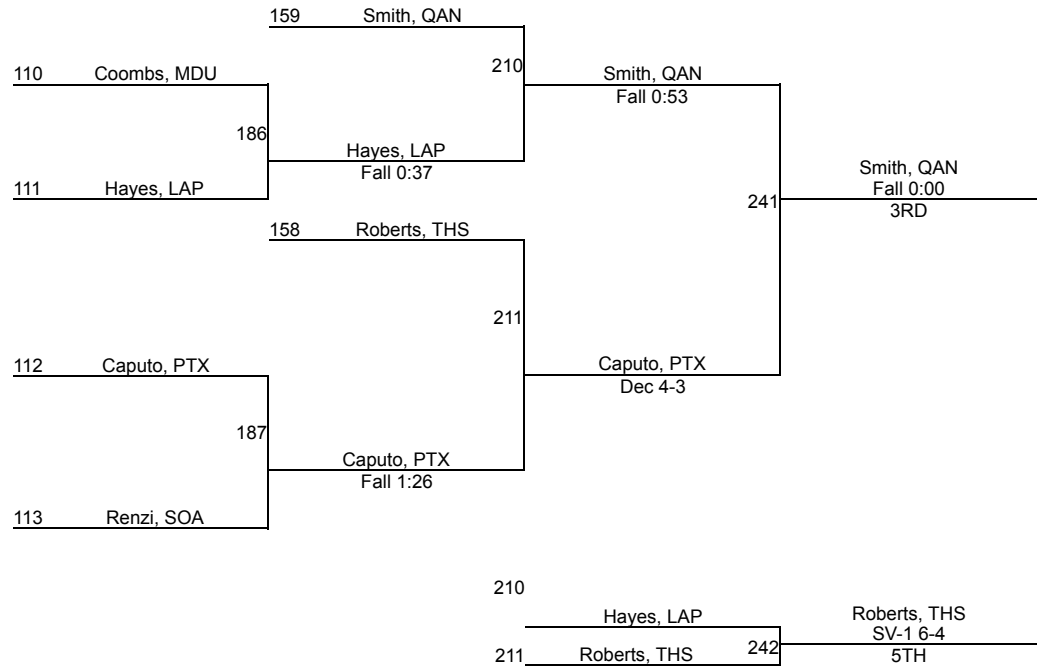 159 Smith, QAN
110 Coombs, MDU
210
Smith, QAN
Fall 0:53
186
Hayes, LAP
Fall 0:37
111 Hayes, LAP
241
Smith, QAN
Fall 0:00
3RD
158 Roberts, THS
211
112 Caputo, PTX
Caputo, PTX
Dec 4-3
187
Caputo, PTX
Fall 1:26
113 Renzi, SOA
210
Hayes, LAP
211 Roberts, THS
242
Roberts, THS
SV-1 6-4
5TH